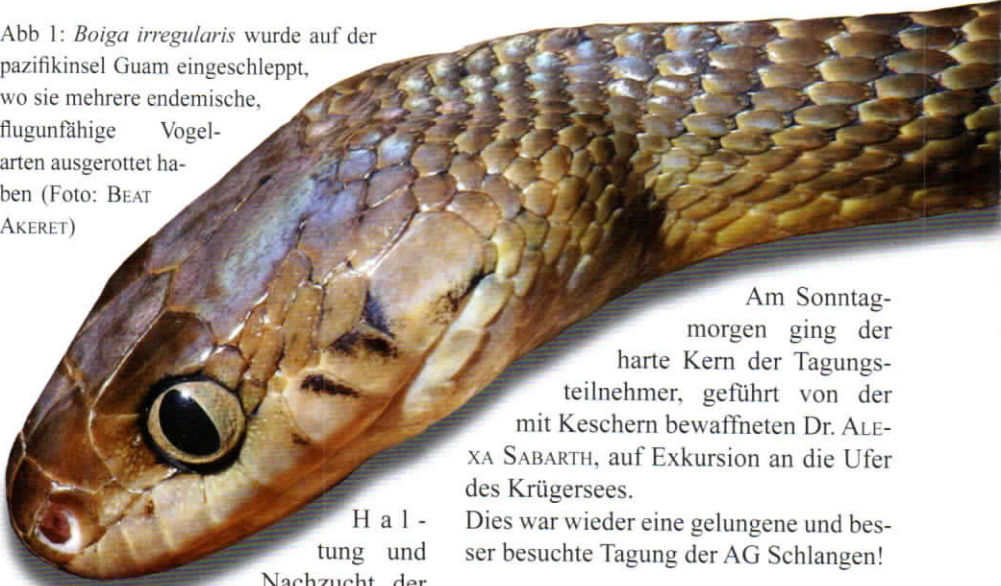 Abb 1: Boiga irregularis wurde auf der
pazifikinsel Guam eingeschleppt,
wo sie mehrere endemische,
flugunfähige Vogel-
arten ausgerottet ha-
ben (Foto: BEAT
AKERET)
Hal-
tung und
Nachzucht der
Am Sonntag-
morgen ging der
harte Kern der Tagungs-
teilnehmer, geführt von der
mit Keschern bewaffneten Dr. ALE-
XA SABARTH, auf Exkursion an die Ufer
des Krügersees.
Dies war wieder eine gelungene und bes-
ser besuchte Tagung der AG Schlangen!